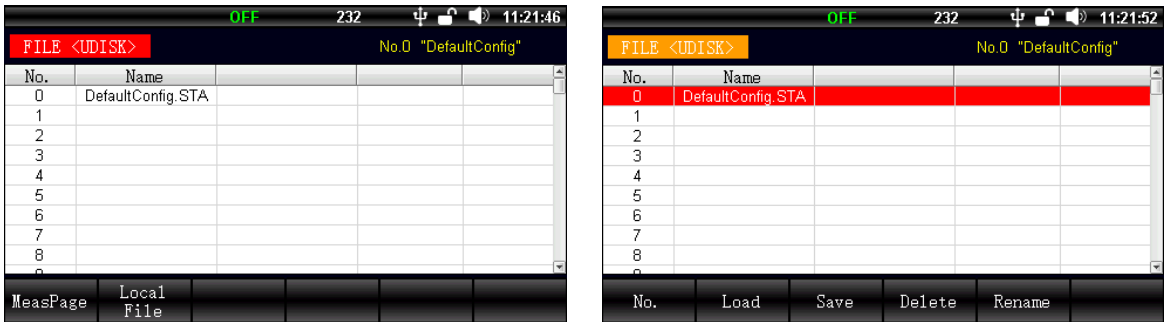 OFF 232 11:21:46
FILE <UDISK> No.0 "DefaultConfig"
No. Name
0 DefaultConfig.STA
1
2
3
4
5
6
7
8
MeasPage Local File
OFF 232 11:21:52
FILE <UDISK> No.0 "DefaultConfig"
No. Name
0 DefaultConfig.STA
1
2
3
4
5
6
7
8
No. Load Save Delete Rename